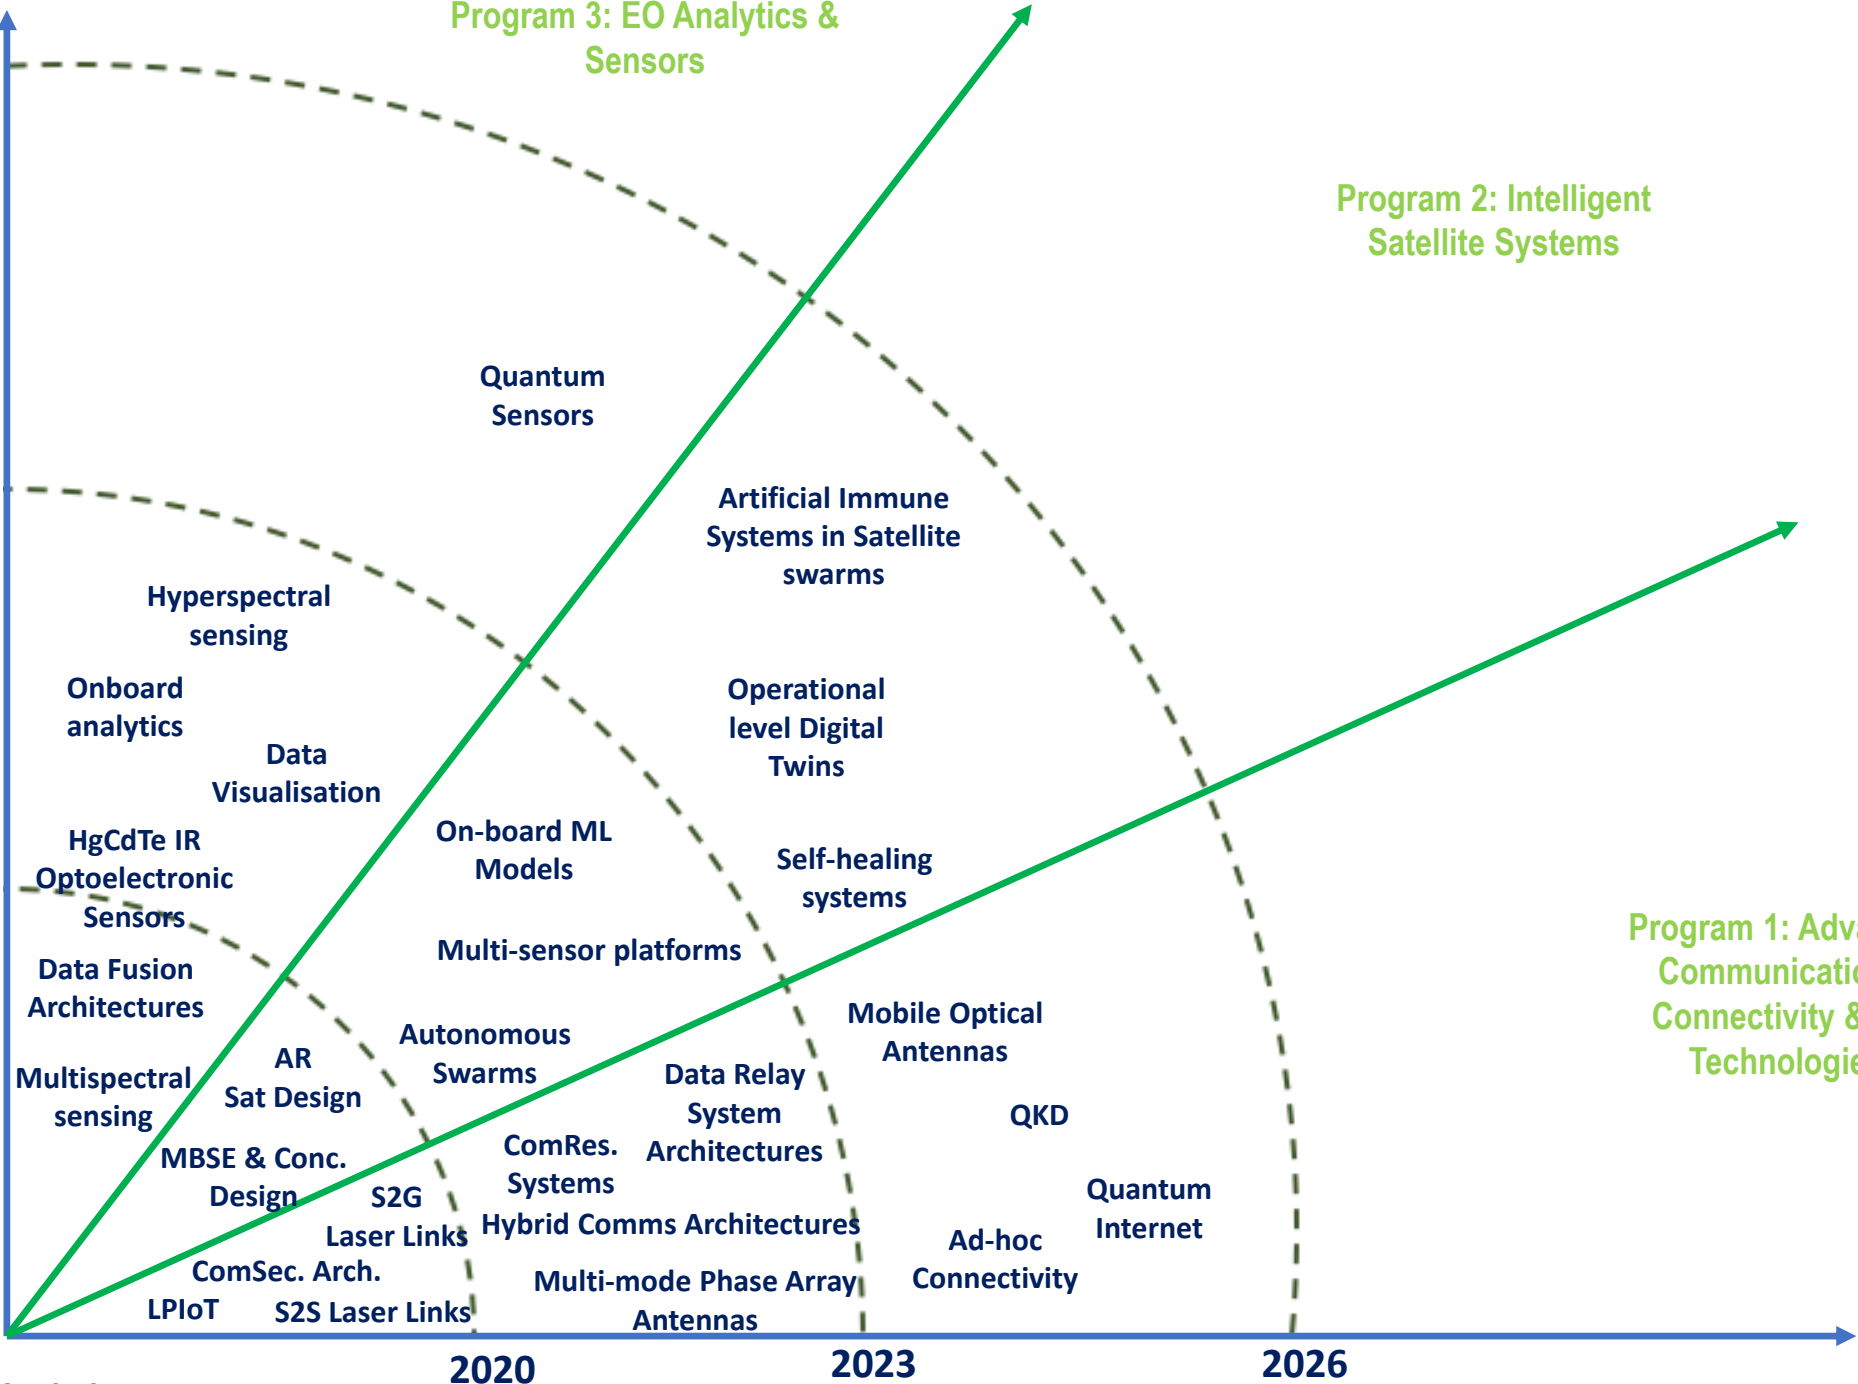 Program 3: EO Analytics &
Sensors
Program 2: Intelligent
Satellite Systems
Quantum
Sensors
Artificial Immune
Systems in Satellite
swarms
Hyperspectral
sensing
Onboard
analytics
Data
Visualisation
Operational
level Digital
Twins
HgCdTe IR
Optoelectronic
Sensors
On-board ML
Models
Self-healing
systems
Multi-sensor platforms
Data Fusion
Architectures
Program 1:
Connectivity &
Mobile Optical
Antennas
Autonomous
Swarms
AR
Sat Design
Multispectral
sensing
Data Relay
System
Architectures
QKD
ComRes.
Systems
MBSE & Conc.
Design
S2G
Laser Links
Quantum
Internet
Hybrid Comms Architectures
Ad-hoc
Connectivity
ComSec. Arch.
LPIoT
S2S Laser Links
Multi-mode Phase Array
Antennas
2020
2023
2026